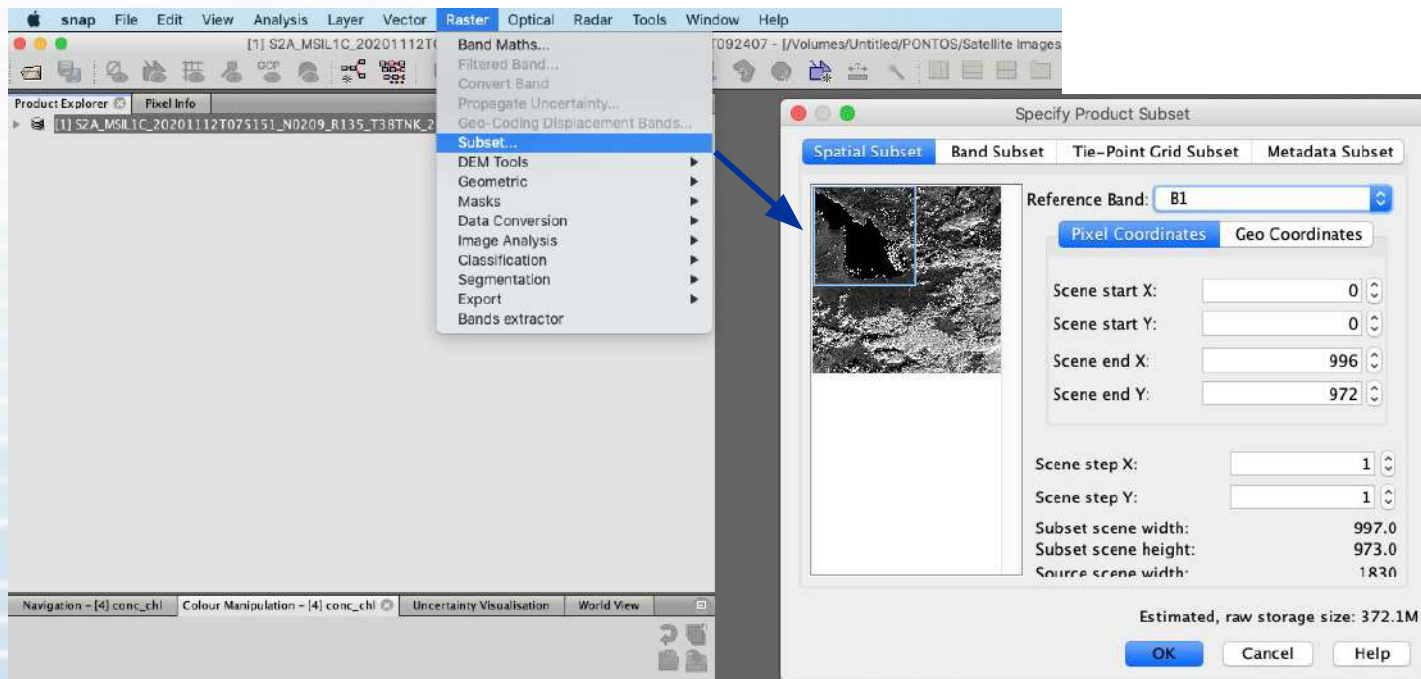 snap File Edit View Analysis Layer Vector Raster Optical Radar Tools Window Help
[1] S2A_MSIL1C_20201112T0
T092407 - [/Volumes/Untitled/PONTOS/Satellite Images
GCP
Product Explorer Pixel Info
[1] S2A_MSIL1C_20201112T075151_N0209_R135_T38TNK_2
Band Maths...
Filtered Band...
Convert Band
Propagate Uncertainty...
Geo-Coding Displacement Bands...
Subset...
DEM Tools
Geometric
Masks
Data Conversion
Image Analysis
Classification
Segmentation
Export
Bands extractor
Specify Product Subset
Spatial Subset Band Subset Tie-Point Grid Subset Metadata Subset
Reference Band: B1
Pixel Coordinates Geo Coordinates
Scene start X: 0
Scene start Y: 0
Scene end X: 996
Scene end Y: 972
Scene step X: 1
Scene step Y: 1
Subset scene width: 997.0
Subset scene height: 973.0
Source scene width: 1830
Estimated, raw storage size: 372.1M
OK Cancel Help
Navigation - [4] conc_chl Colour Manipulation - [4] conc_chl Uncertainty Visualisation World View